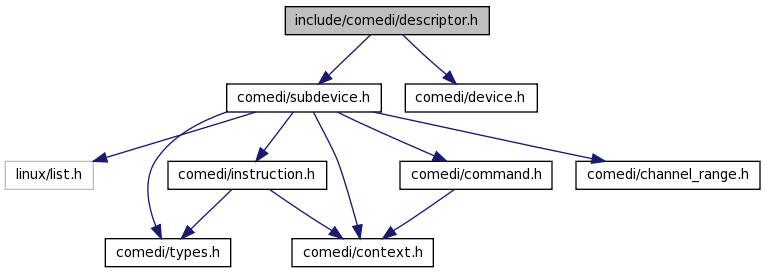 include/comedi/descriptor.h
comedi/subdevice.h
comedi/device.h
linux/list.h
comedi/instruction.h
comedi/command.h
comedi/channel_range.h
comedi/types.h
comedi/context.h